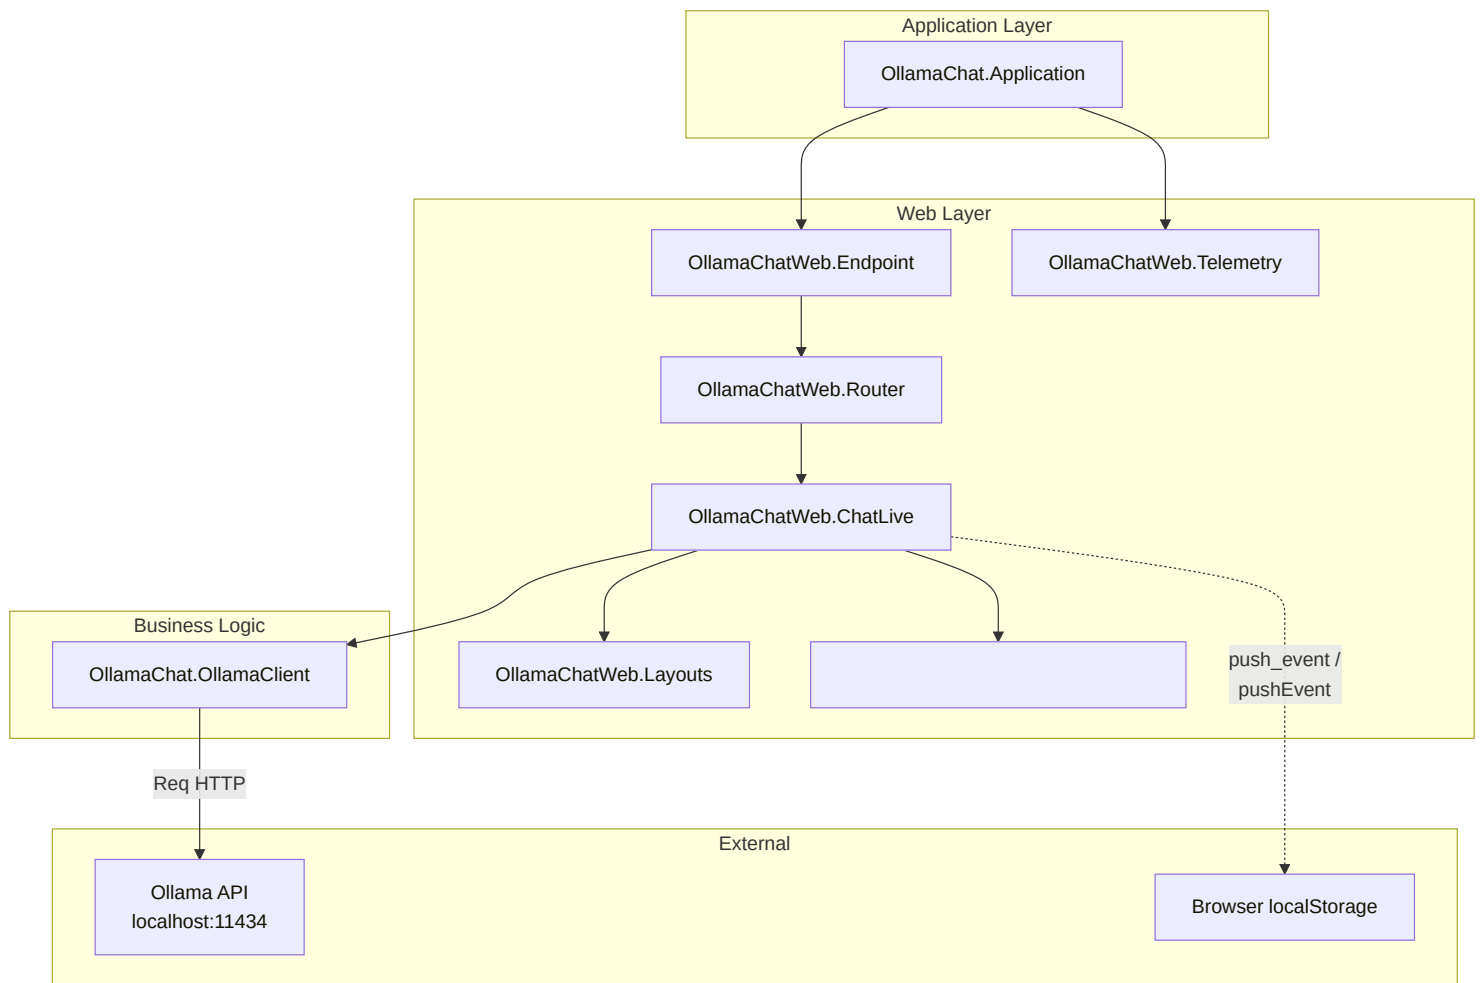 Application Layer
OllamaChat.Application
Web Layer
OllamaChatWeb.Endpoint
OllamaChatWeb.Telemetry
OllamaChatWeb.Router
OllamaChatWeb.ChatLive
Business Logic
OllamaChat.OllamaClient
OllamaChatWeb.Layouts
push_event /
pushEvent
Req HTTP
External
Ollama API
localhost:11434
Browser localStorage